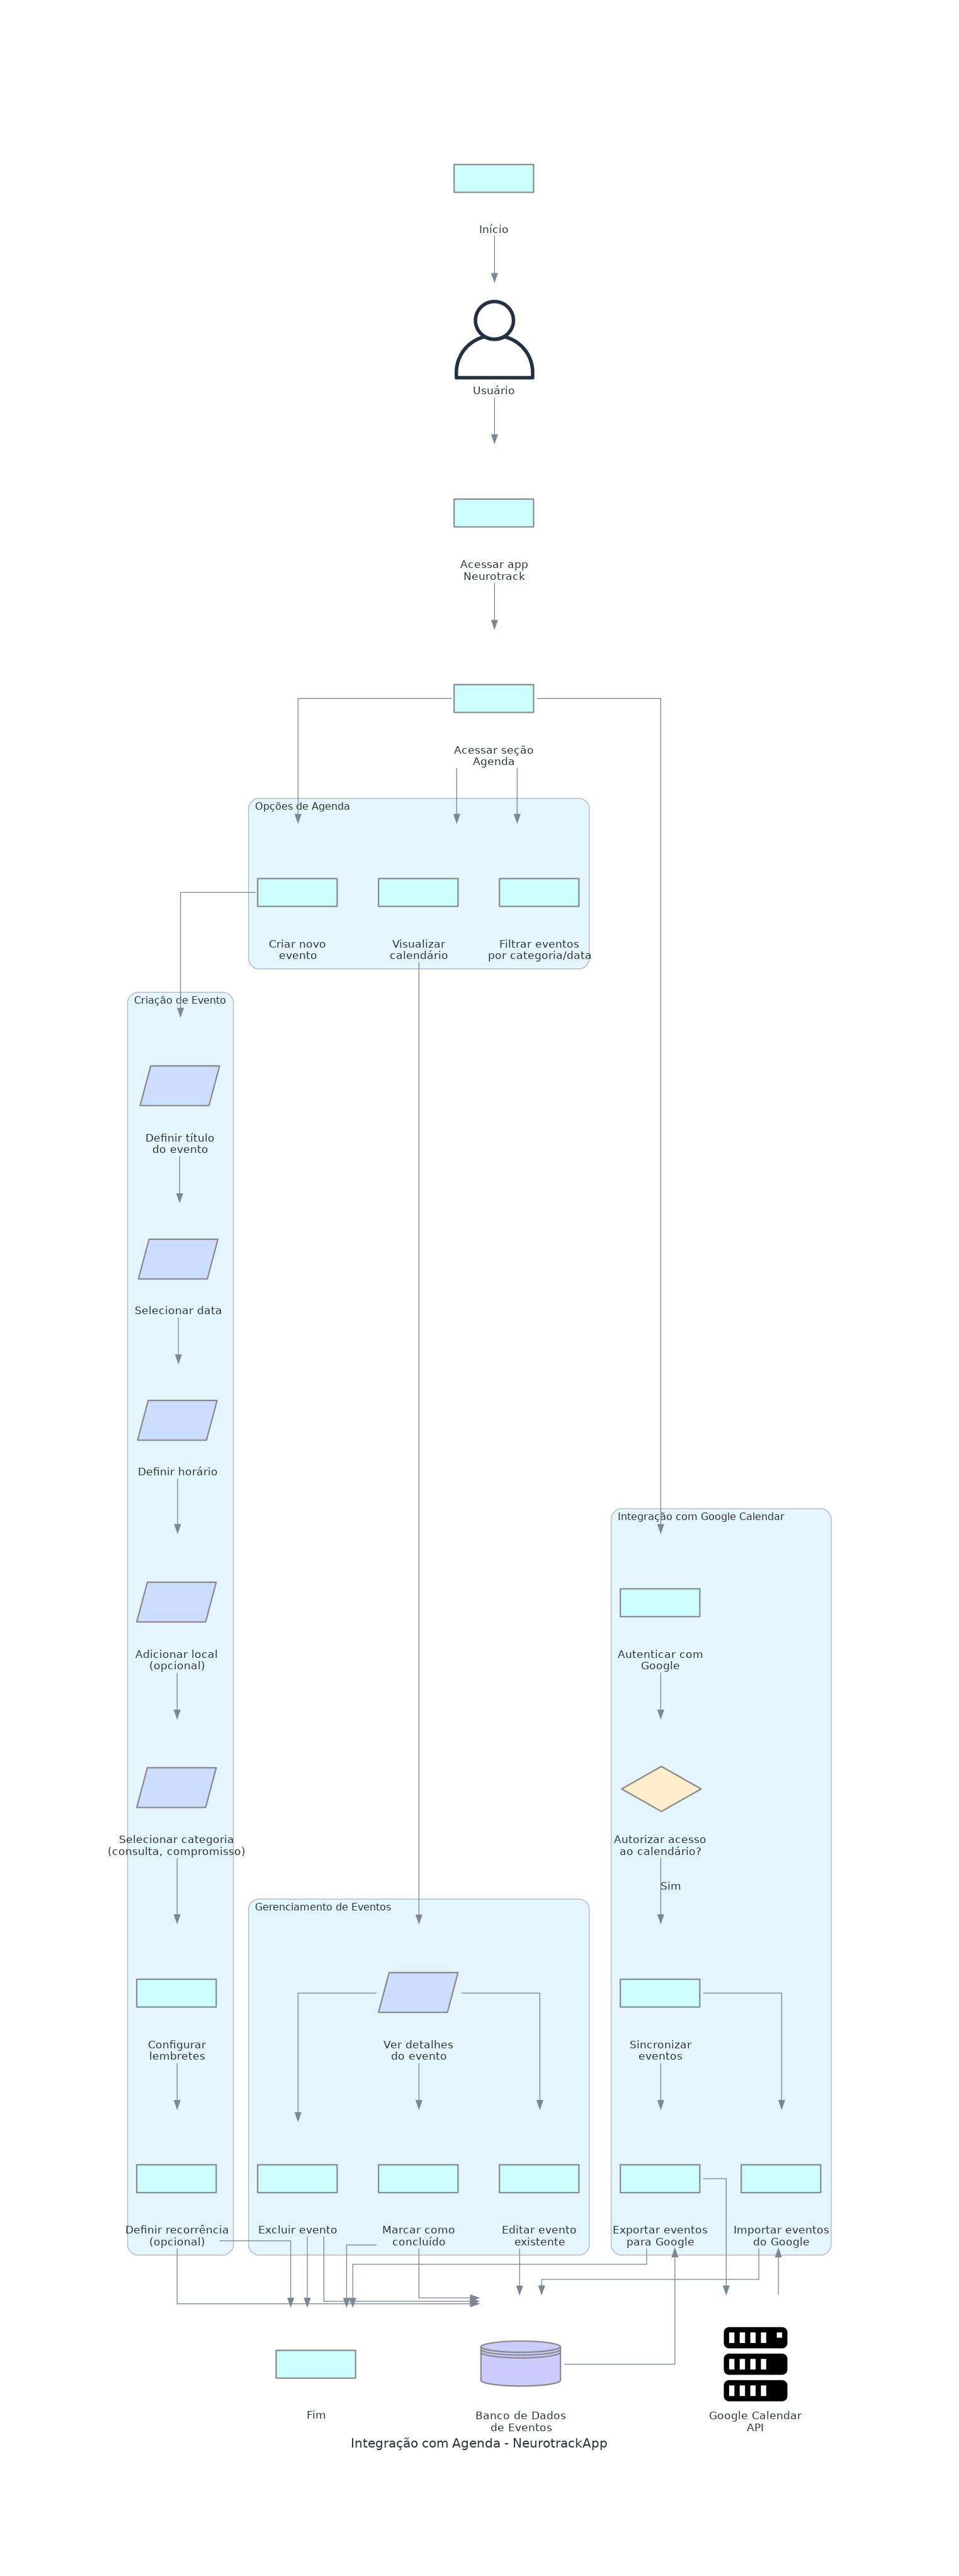 Início
Usuário
Acessar app
Neurotrack
Acessar seção
Agenda
Opções de Agenda
Criar novo
evento
Visualizar
calendário
Filtrar eventos
por categoria/data
Criação de Evento
Definir título
do evento
Selecionar data
Definir horário
Integração com Google Calendar
Adicionar local
(opcional)
Autenticar com
Google
Selecionar categoria
(consulta, compromisso)
Autorizar acesso
ao calendário?
Sim
Gerenciamento de Eventos
Configurar
lembretes
Ver detalhes
do evento
Sincronizar
eventos
Definir recorrência
(opcional)
Excluir evento
Marcar como
concluído
Editar evento
existente
Exportar eventos
para Google
Importar eventos
do Google
Fim
Banco de Dados
de Eventos
Google Calendar
API
Integração com Agenda - NeurotrackApp